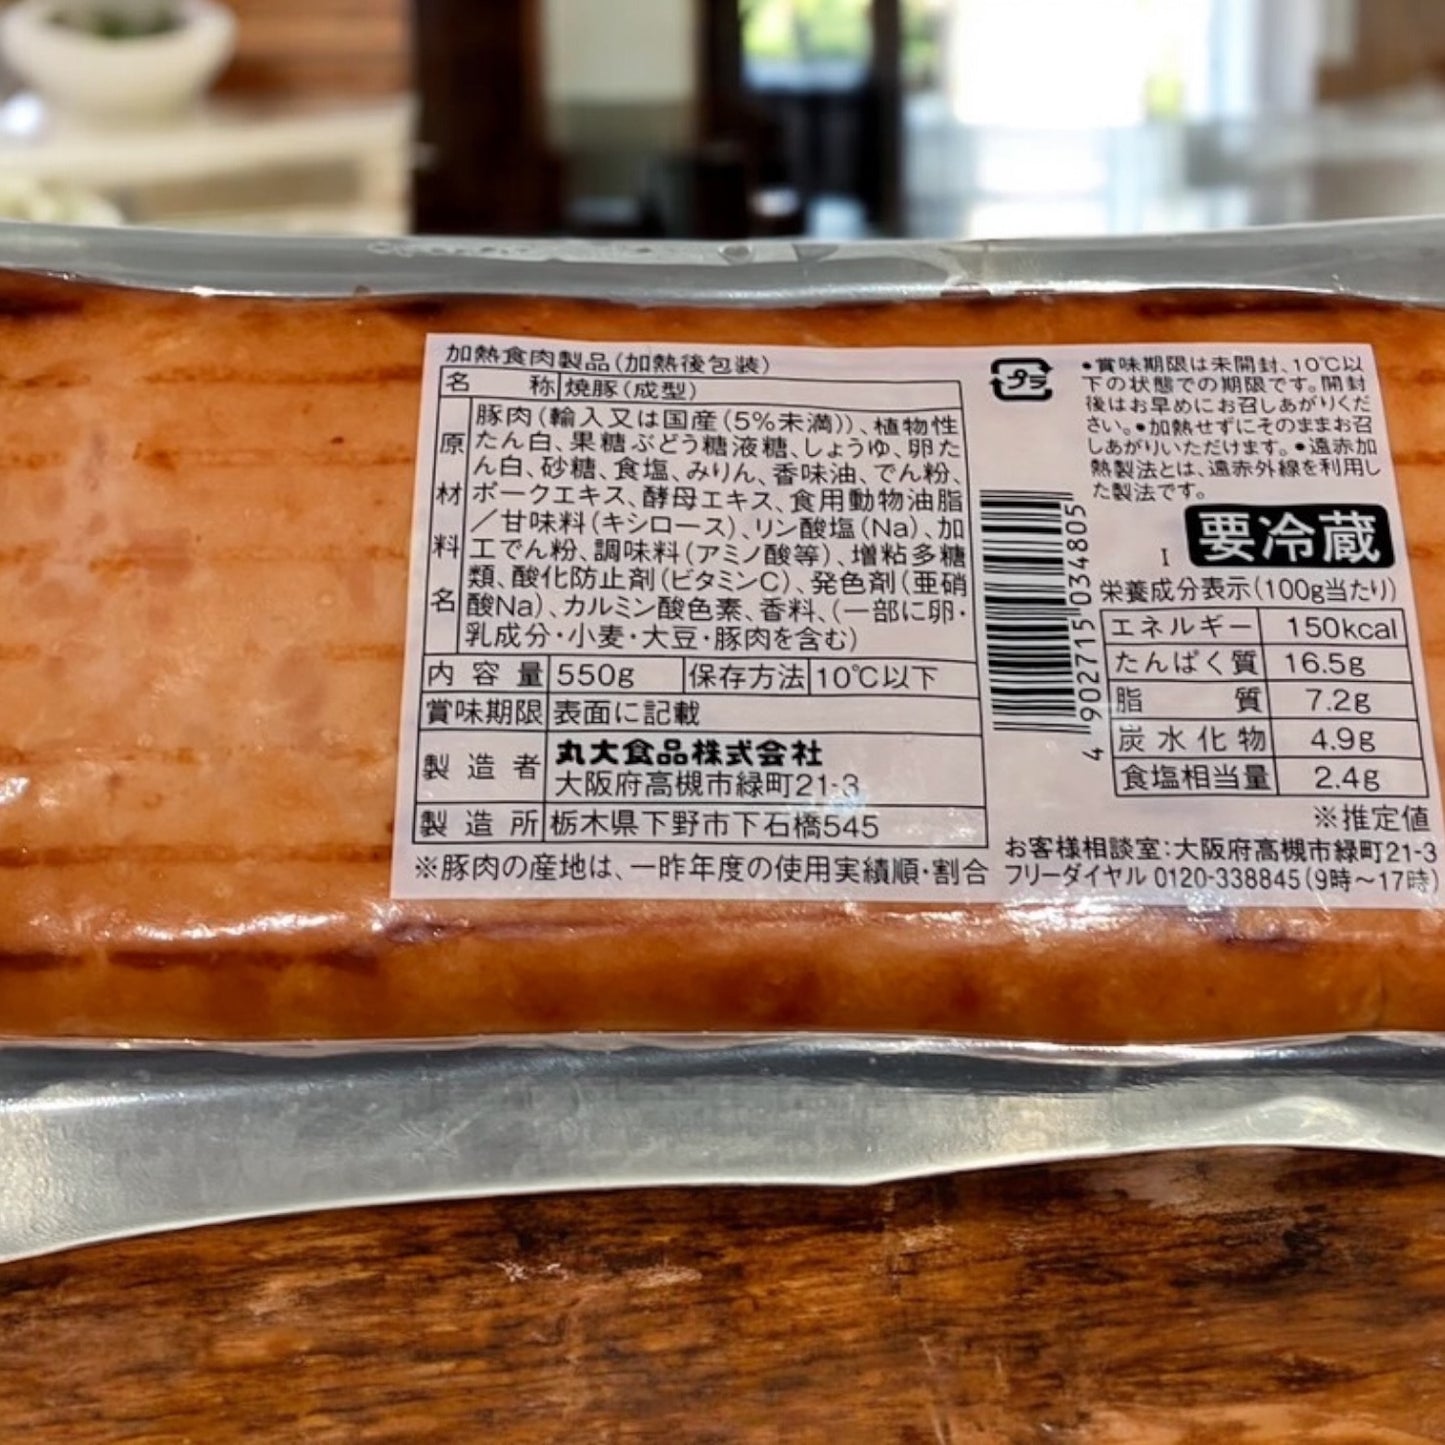 加熱食肉製品(加熱後包装)
名称 焼豚(成型)
原材料名 豚肉(輸入又は国産(5%未満))、植物性
たん白、果糖ぶどう糖液糖、しょうゆ、卵た
ん白、砂糖、食塩、みりん、香味油、でん粉、
ポークエキス、酵母エキス、食用動物油脂
/甘味料(キシロース)、リン酸塩(Na)、加
工でん粉、調味料(アミノ酸等)、増粘多糖
類、酸化防止剤(ビタミンC)、発色剤(亜硝
酸Na)、カルミン酸色素、香料、(一部に卵・
乳成分・小麦・大豆・豚肉を含む)
内容量 550g 保存方法 10℃以下
賞味期限 表面に記載
製造者 丸大食品株式会社
大阪府高槻市緑町21-3
製造所 栃木県下野市下石橋545
※豚肉の産地は、一昨年度の使用実績順・割合
プラ
●賞味期限は未開封、10℃以
下の状態での期限です。開封
後はお早めにお召しあがりくだ
さい。●加熱せずにそのままお召
しあがりいただけます。●遠赤加
熱製法とは、遠赤外線を利用し
た製法です。
要冷蔵
I
4902715034805
栄養成分表示(100g当たり)
エネルギー 150kcal
たんぱく質 16.5g
脂質 7.2g
炭水化物 4.9g
食塩相当量 2.4g
※推定値
お客様相談室:大阪府高槻市緑町21-3
フリーダイヤル 0120-338845(9時～17時)